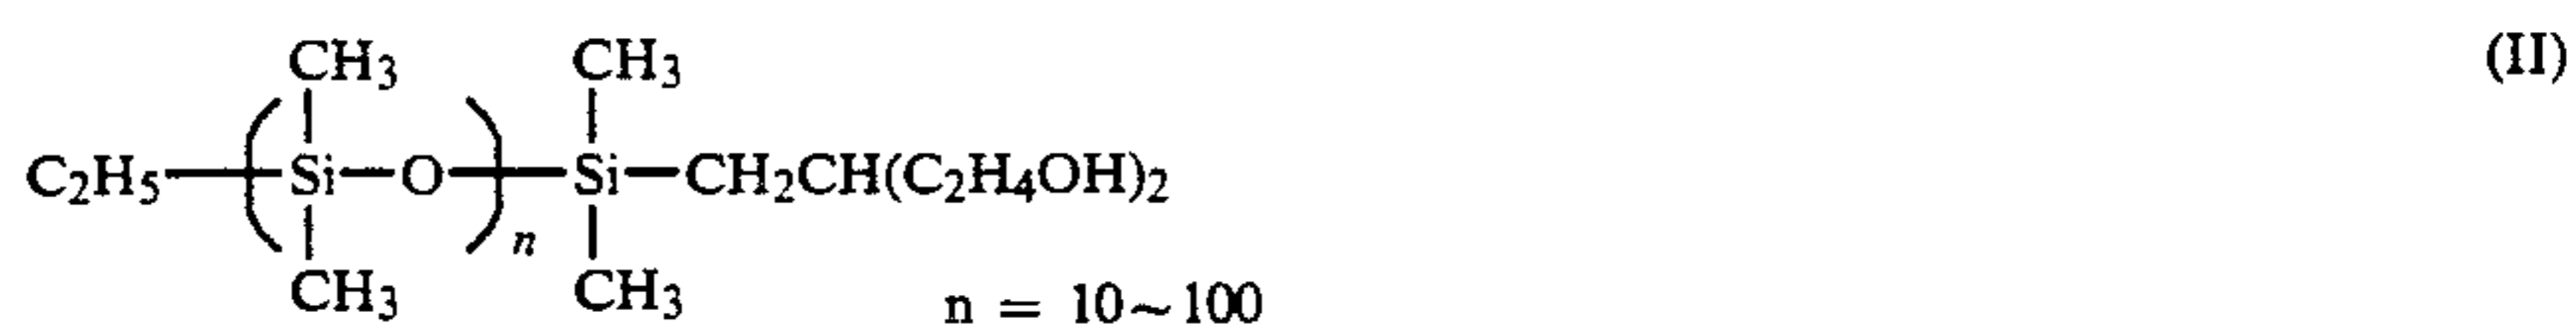 CH₃ CH₃ (II)
C₂H₅—(Si—O)ₙ—Si—CH₂CH(C₂H₄OH)₂
CH₃ CH₃
n = 10~100